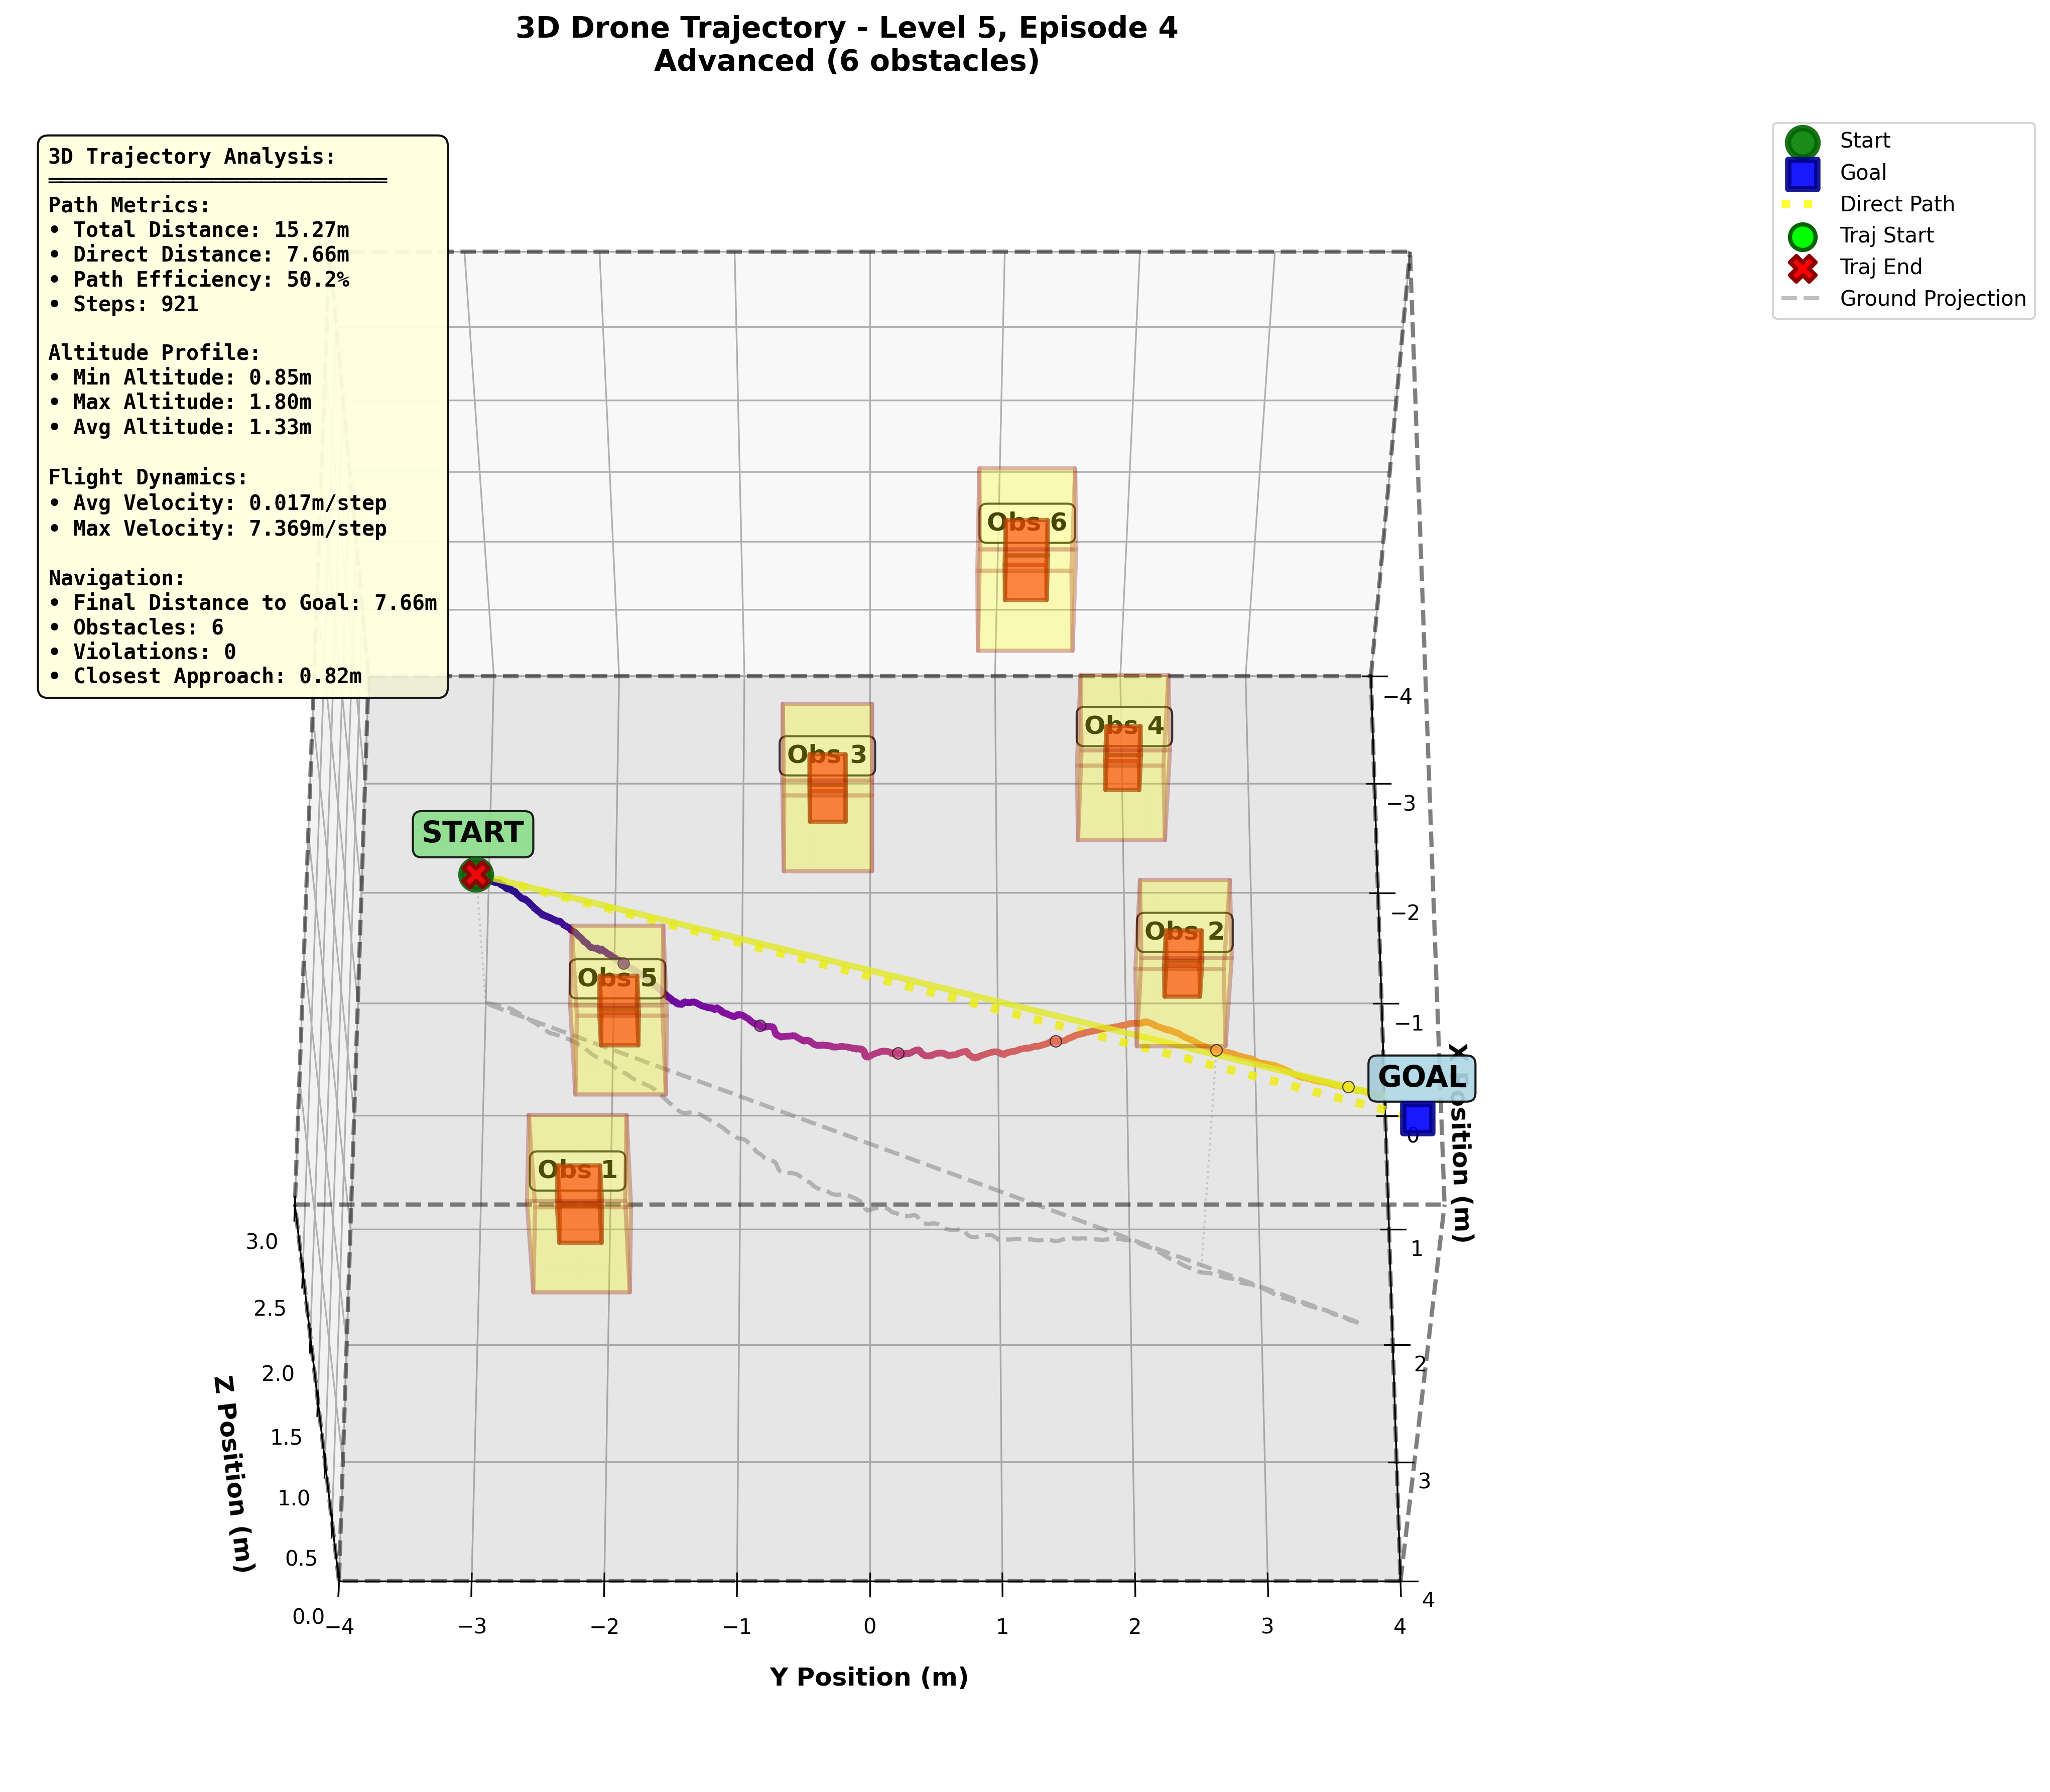 3D Drone Trajectory - Level 5, Episode 4
Advanced (6 obstacles)
3D Trajectory Analysis:
Path Metrics:
• Total Distance: 15.27m
• Direct Distance: 7.66m
• Path Efficiency: 50.2%
• Steps: 921
Altitude Profile:
• Min Altitude: 0.85m
• Max Altitude: 1.80m
• Avg Altitude: 1.33m
Flight Dynamics:
• Avg Velocity: 0.017m/step
• Max Velocity: 7.369m/step
Navigation:
• Final Distance to Goal: 7.66m
• Obstacles: 6
• Violations: 0
• Closest Approach: 0.82m
Start
Goal
Direct Path
Traj Start
Traj End
Ground Projection
Obs 6
Obs 4
Obs 3
START
Obs 2
Obs 5
GOAL
Obs 1
−4
−3
−2
−1
0
1
2
3
4
X Position (m)
3.0
2.5
2.0
1.5
1.0
0.5
0.0
Z Position (m)
−4
−3
−2
−1
0
1
2
3
4
Y Position (m)